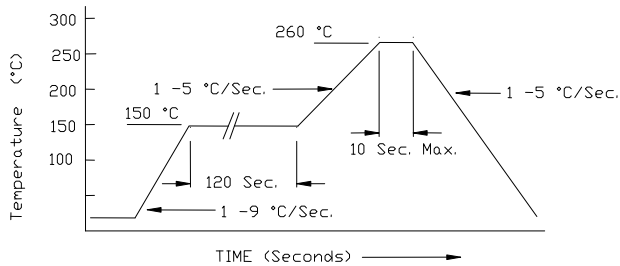 300
260 °C
250
1 -5 °C/Sec.
1 -5 °C/Sec.
200
150 °C
150
10 Sec. Max.
100
120 Sec.
1 -9 °C/Sec.
Temperature (°C)
TIME (Seconds)